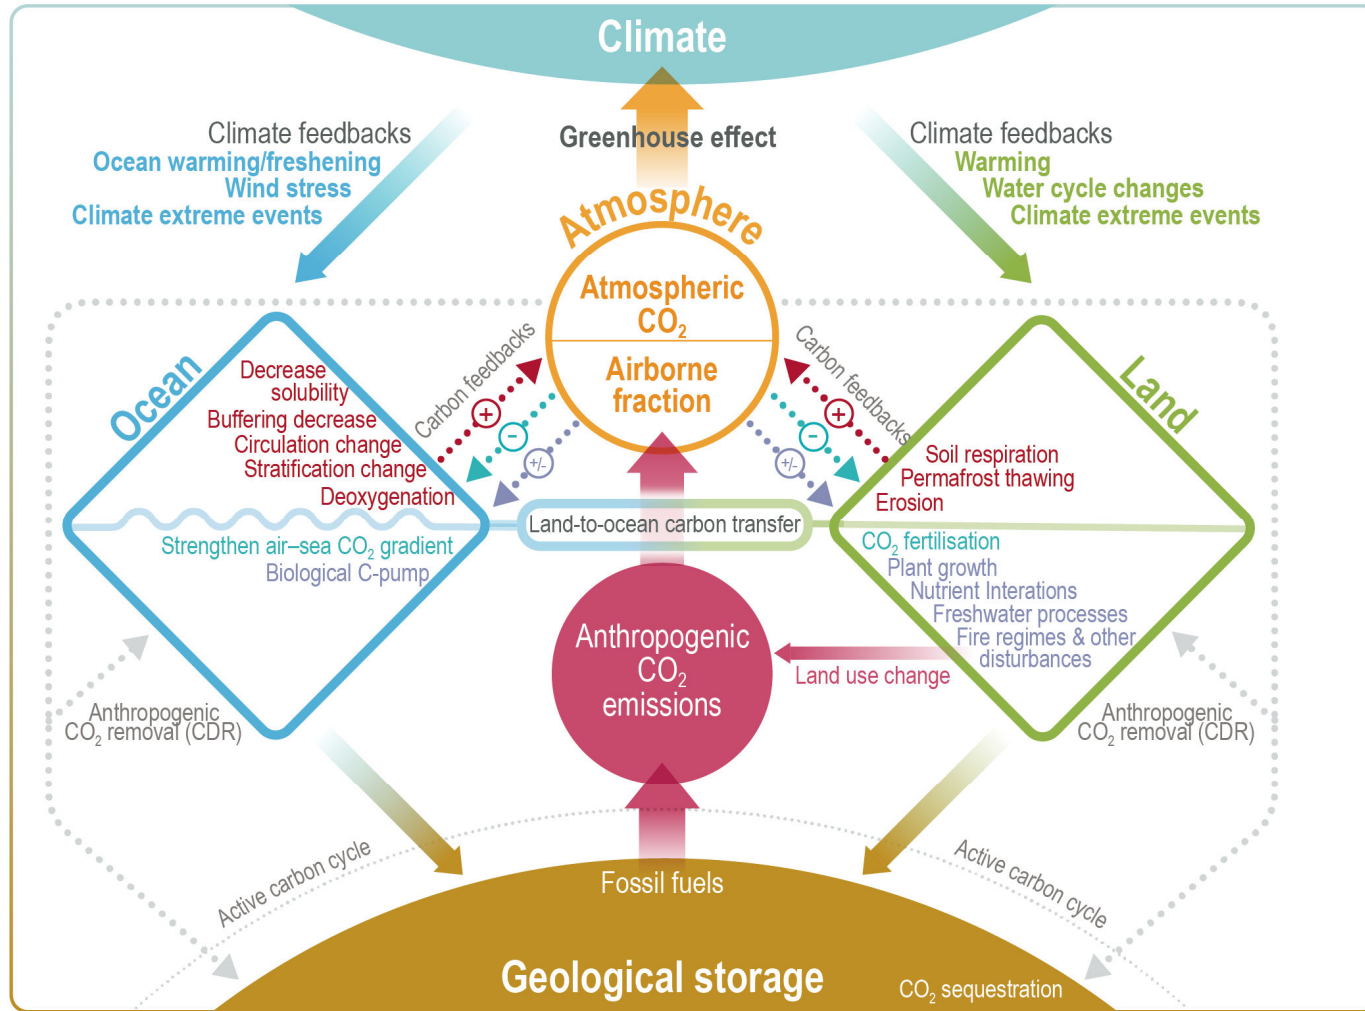 Climate
Greenhouse effect
Climate feedbacks
Ocean warming/freshening
Wind stress
Climate extreme events
Climate feedbacks
Warming
Water cycle changes
Climate extreme events
Atmosphere
Atmospheric
CO₂
Airborne
fraction
Ocean
Decrease
solubility
Buffering decrease
Circulation change
Stratification change
Deoxygenation
Strengthen air–sea CO₂ gradient
Biological C-pump
Carbon feedbacks
+
-
+/-
Carbon feedbacks
+
-
+/-
Land
Soil respiration
Permafrost thawing
Erosion
CO₂ fertilisation
Plant growth
Nutrient Interations
Freshwater processes
Fire regimes & other
disturbances
Land-to-ocean carbon transfer
Anthropogenic
CO₂
emissions
Land use change
Anthropogenic
CO₂ removal (CDR)
Anthropogenic
CO₂ removal (CDR)
Active carbon cycle
Active carbon cycle
Fossil fuels
Geological storage
CO₂ sequestration